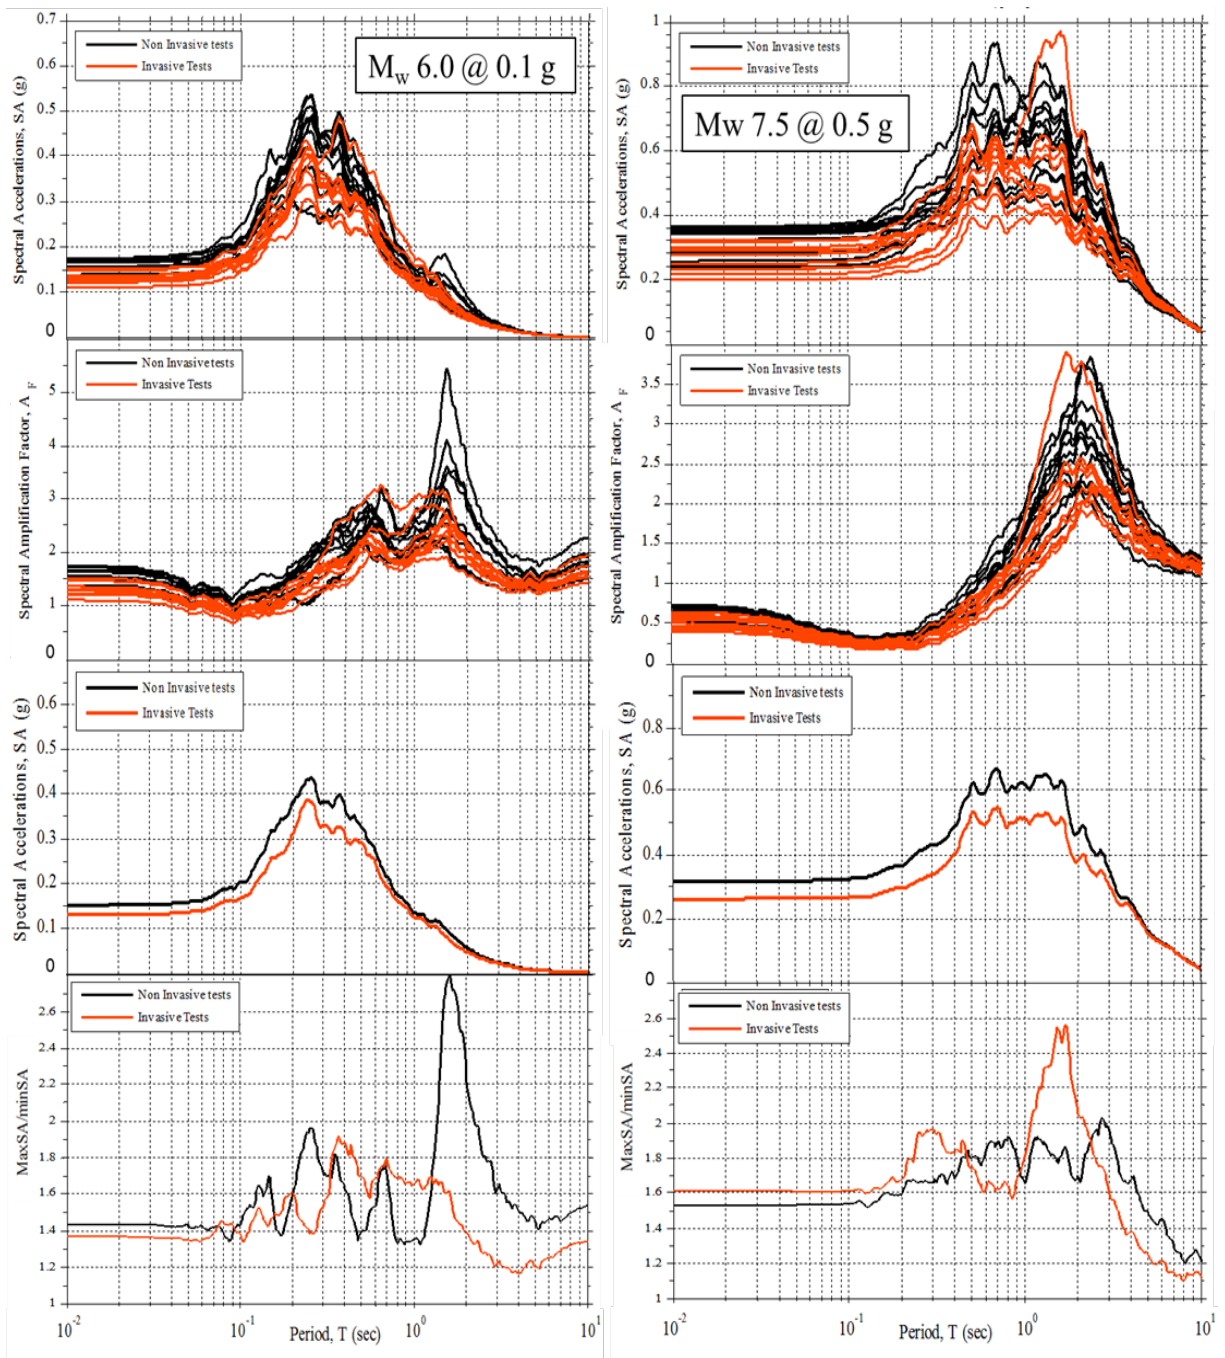 0.7
0.6
0.5
0.4
0.3
0.2
0.1
0
Spectral Accelerations, SA (g)
Non Invasive tests
Invasive Tests
Mw 6.0 @ 0.1 g
5
4
3
2
1
0
Spectral Amplification Factor, A F
Non Invasive tests
Invasive Tests
0.6
0.5
0.4
0.3
0.2
0.1
0
Spectral Accelerations, SA (g)
Non Invasive tests
Invasive Tests
2.6
2.4
2.2
2
1.8
1.6
1.4
1.2
1
MaxSA/minSA
Non Invasive tests
Invasive Tests
10-2 10-1 100 101
Period, T (sec)
1
0.8
0.6
0.4
0.2
0
Spectral Accelerations, SA (g)
Non Invasive tests
Invasive Tests
Mw 7.5 @ 0.5 g
3.5
3
2.5
2
1.5
1
0.5
0
Spectral Amplification Factor, A F
Non Invasive tests
Invasive Tests
0.8
0.6
0.4
0.2
0
Spectral Accelerations, SA (g)
Non Invasive tests
Invasive Tests
2.6
2.4
2.2
2
1.8
1.6
1.4
1.2
1
MaxSA/minSA
Non Invasive tests
Invasive Tests
10-2 10-1 100 101
Period, T (sec)